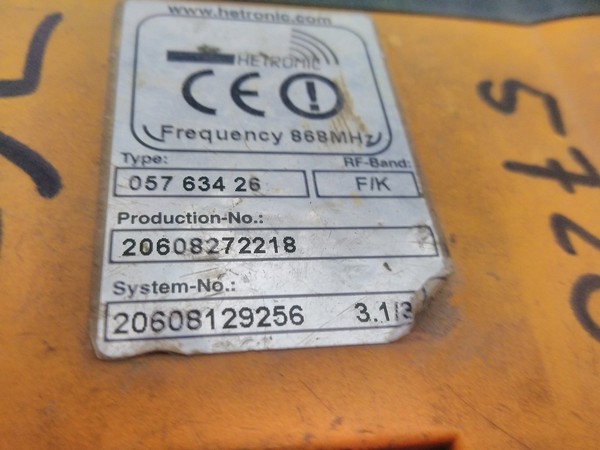 www.hetronic.com
HETRONIC
CE
Frequency 868MHz
Type: RF-Band:
057 634 26 F/K
Production-No.:
20608272218
System-No.:
20608129256 3.1/3